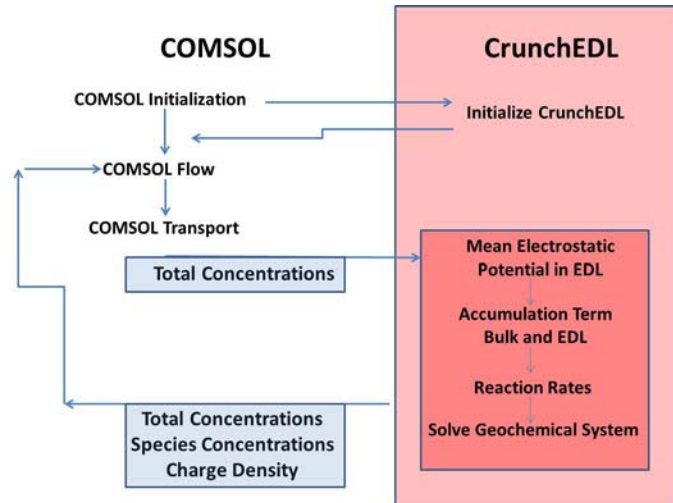 COMSOL
CrunchEDL
COMSOL Initialization
Initialize CrunchEDL
COMSOL Flow
COMSOL Transport
Total Concentrations
Mean Electrostatic
Potential in EDL
Accumulation Term
Bulk and EDL
Reaction Rates
Solve Geochemical System
Total Concentrations
Species Concentrations
Charge Density